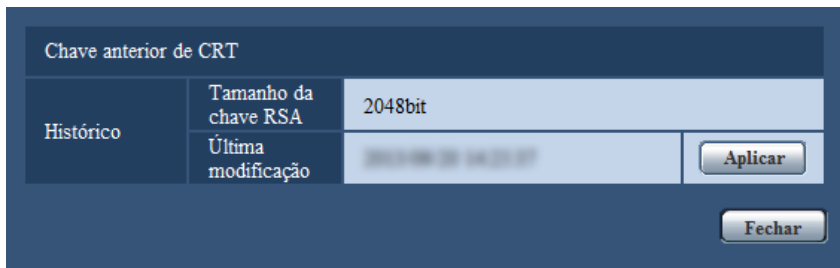 Chave anterior de CRT
Histórico
Tamanho da
chave RSA
2048bit
Última
modificação
Aplicar
Fechar